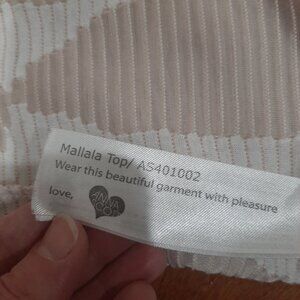 Mallala Top/ AS401002
Wear this beautiful garment with pleasure
love,